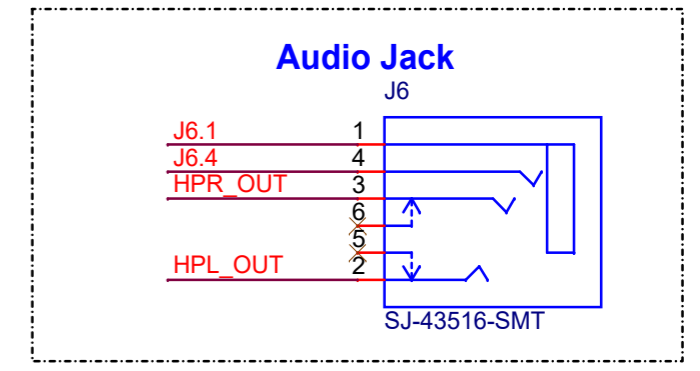 Audio Jack
J6
J6.1 1
J6.4 4
HPR_OUT 3
6
5
HPL_OUT 2
SJ-43516-SMT